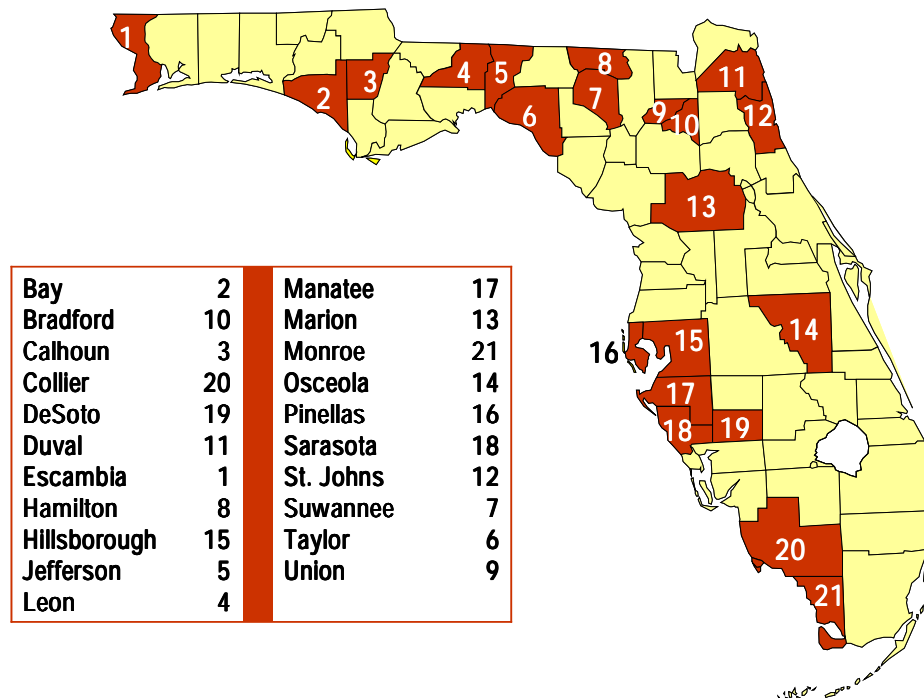 1
2
3
4
5
6
7
8
9
10
11
12
13
14
15
16
17
18
19
20
21
Bay 2
Bradford 10
Calhoun 3
Collier 20
DeSoto 19
Duval 11
Escambia 1
Hamilton 8
Hillsborough 15
Jefferson 5
Leon 4
Manatee 17
Marion 13
Monroe 21
Osceola 14
Pinellas 16
Sarasota 18
St. Johns 12
Suwannee 7
Taylor 6
Union 9